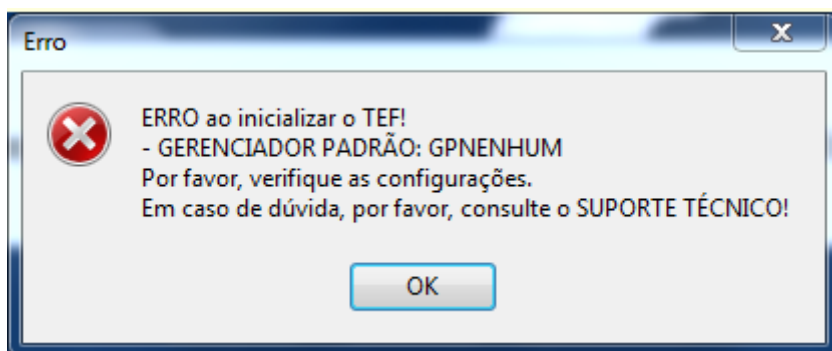 Erro
ERRO ao inicializar o TEF!
- GERENCIADOR PADRÃO: GPNENHUM
Por favor, verifique as configurações.
Em caso de dúvida, por favor, consulte o SUPORTE TÉCNICO!
OK